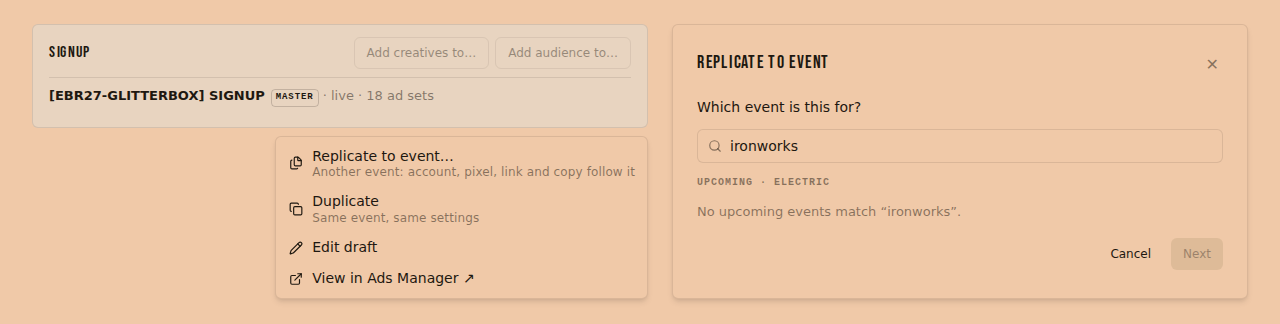 SIGNUP
Add creatives to…
Add audience to…
[EBR27-GLITTERBOX] SIGNUP MASTER · live · 18 ad sets
Replicate to event…
Another event: account, pixel, link and copy follow it
Duplicate
Same event, same settings
Edit draft
View in Ads Manager ↗
REPLICATE TO EVENT
×
Which event is this for?
ironworks
UPCOMING · ELECTRIC
No upcoming events match “ironworks”.
Cancel
Next